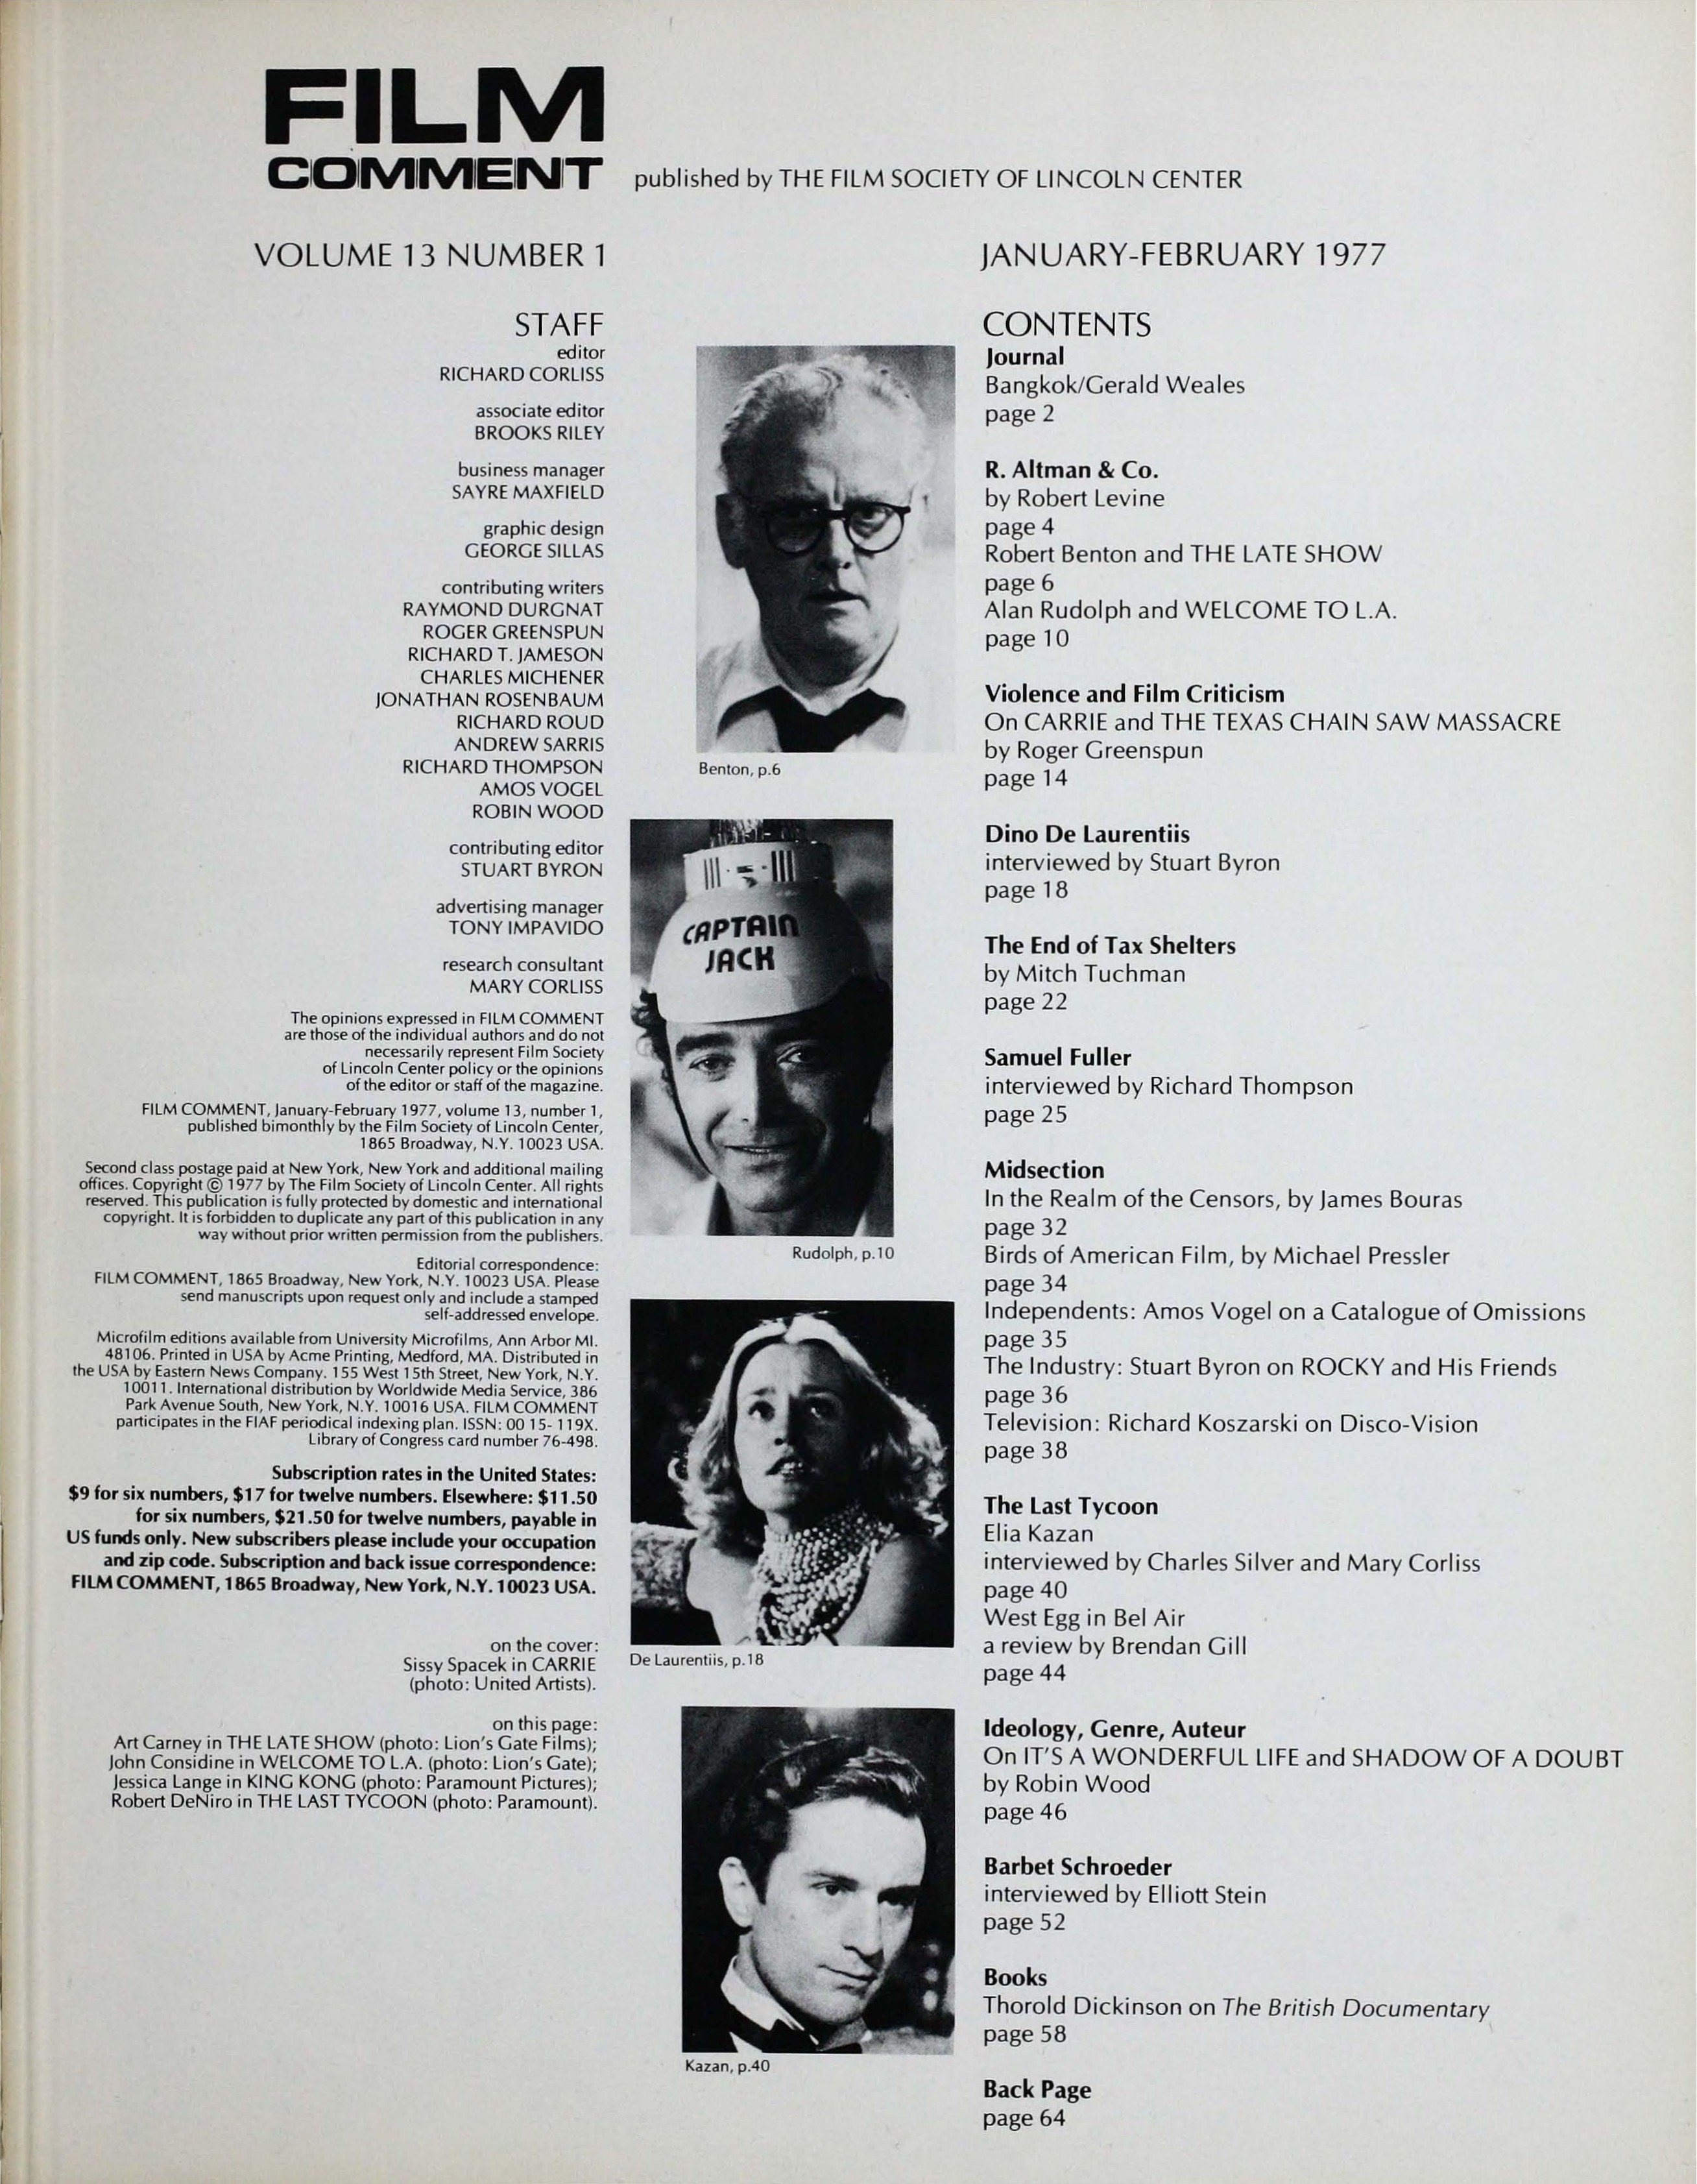 FILM
COMMENT
published by THE FILM SOCIETY OF LINCOLN CENTER
VOLUME 13 NUMBER 1
JANUARY-FEBRUARY 1977
STAFF
editor
RICHARD CORLISS
associate editor
BROOKS RILEY
business manager
SAYRE MAXFIELD
graphic design
GEORGE SILLAS
contributing writers
RAYMOND DURGNAT
ROGER GREENSPUN
RICHARD T. JAMESON
CHARLES MICHENER
JONATHAN ROSENBAUM
RICHARD ROUD
ANDREW SARRIS
RICHARD THOMPSON
AMOS VOGEL
ROBIN WOOD
contributing editor
STUART BYRON
advertising manager
TONY IMPAVIDO
research consultant
MARY CORLISS
The opinions expressed in FILM COMMENT
are those of the individual authors and do not
necessarily represent Film Society
of Lincoln Center policy or the opinions
of the editor or staff of the magazine.
FILM COMMENT, January-February 1977, volume 13, number 1,
published bimonthly by the Film Society of Lincoln Center,
1865 Broadway, N.Y. 10023 USA.
Second class postage paid at New York, New York and additional mailing
offices. Copyright © 1977 by The Film Society of Lincoln Center. All rights
reserved. This publication is fully protected by domestic and international
copyright. It is forbidden to duplicate any part of this publication in any
way without prior written permission from the publishers.
Editorial correspondence:
FILM COMMENT, 1865 Broadway, New York, N.Y. 10023 USA. Please
send manuscripts upon request only and include a stamped
self-addressed envelope.
Microfilm editions available from University Microfilms, Ann Arbor MI.
48106. Printed in USA by Acme Printing, Medford, MA. Distributed in
the USA by Eastern News Company. 155 West 15th Street, New York, N.Y.
10011. International distribution by Worldwide Media Service, 386
Park Avenue South, New York, N.Y. 10016 USA. FILM COMMENT
participates in the FIAF periodical indexing plan. ISSN: 0015-119X.
Library of Congress card number 76-498.
Subscription rates in the United States:
$9 for six numbers, $17 for twelve numbers. Elsewhere: $11.50
for six numbers, $21.50 for twelve numbers, payable in
US funds only. New subscribers please include your occupation
and zip code. Subscription and back issue correspondence:
FILM COMMENT, 1865 Broadway, New York, N.Y. 10023 USA.
on the cover:
Sissy Spacek in CARRIE
(photo: United Artists).
on this page:
Art Carney in THE LATE SHOW (photo: Lion's Gate Films);
John Considine in WELCOME TO L.A. (photo: Lion's Gate);
Jessica Lange in KING KONG (photo: Paramount Pictures);
Robert DeNiro in THE LAST TYCOON (photo: Paramount).
Benton, p.6
CAPTAIN
JACK
Rudolph, p.10
De Laurentiis, p.18
Kazan, p.40
CONTENTS
Journal
Bangkok/Gerald Weales
page 2
R. Altman & Co.
by Robert Levine
page 4
Robert Benton and THE LATE SHOW
page 6
Alan Rudolph and WELCOME TO L.A.
page 10
Violence and Film Criticism
On CARRIE and THE TEXAS CHAIN SAW MASSACRE
by Roger Greenspun
page 14
Dino De Laurentiis
interviewed by Stuart Byron
page 18
The End of Tax Shelters
by Mitch Tuchman
page 22
Samuel Fuller
interviewed by Richard Thompson
page 25
Midsection
In the Realm of the Censors, by James Bouras
page 32
Birds of American Film, by Michael Pressler
page 34
Independents: Amos Vogel on a Catalogue of Omissions
page 35
The Industry: Stuart Byron on ROCKY and His Friends
page 36
Television: Richard Koszarski on Disco-Vision
page 38
The Last Tycoon
Elia Kazan
interviewed by Charles Silver and Mary Corliss
page 40
West Egg in Bel Air
a review by Brendan Gill
page 44
Ideology, Genre, Auteur
On IT'S A WONDERFUL LIFE and SHADOW OF A DOUBT
by Robin Wood
page 46
Barbet Schroeder
interviewed by Elliott Stein
page 52
Books
Thorold Dickinson on The British Documentary
page 58
Back Page
page 64